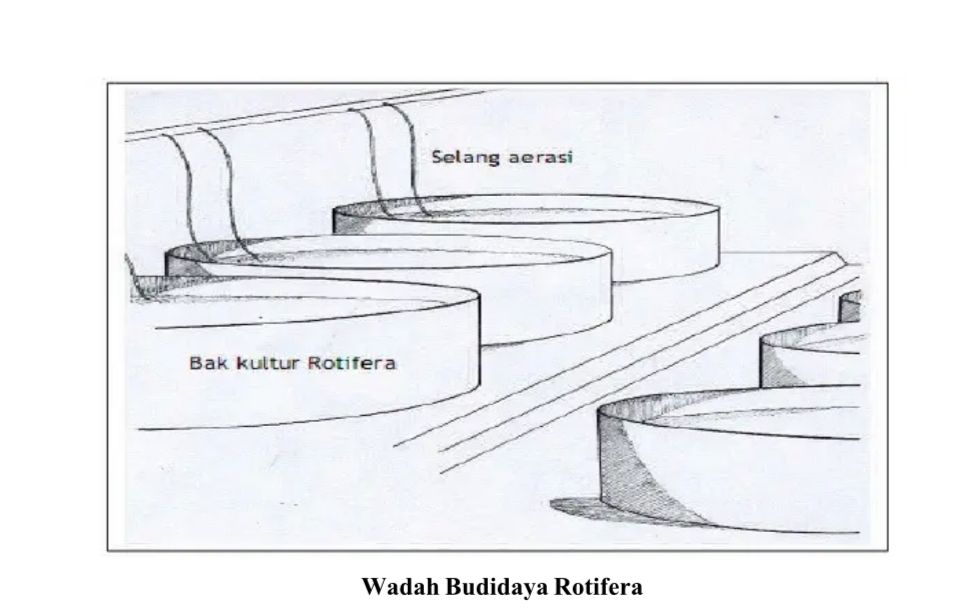 Selang aerasi
Bak kultur Rotifera
Wadah Budidaya Rotifera